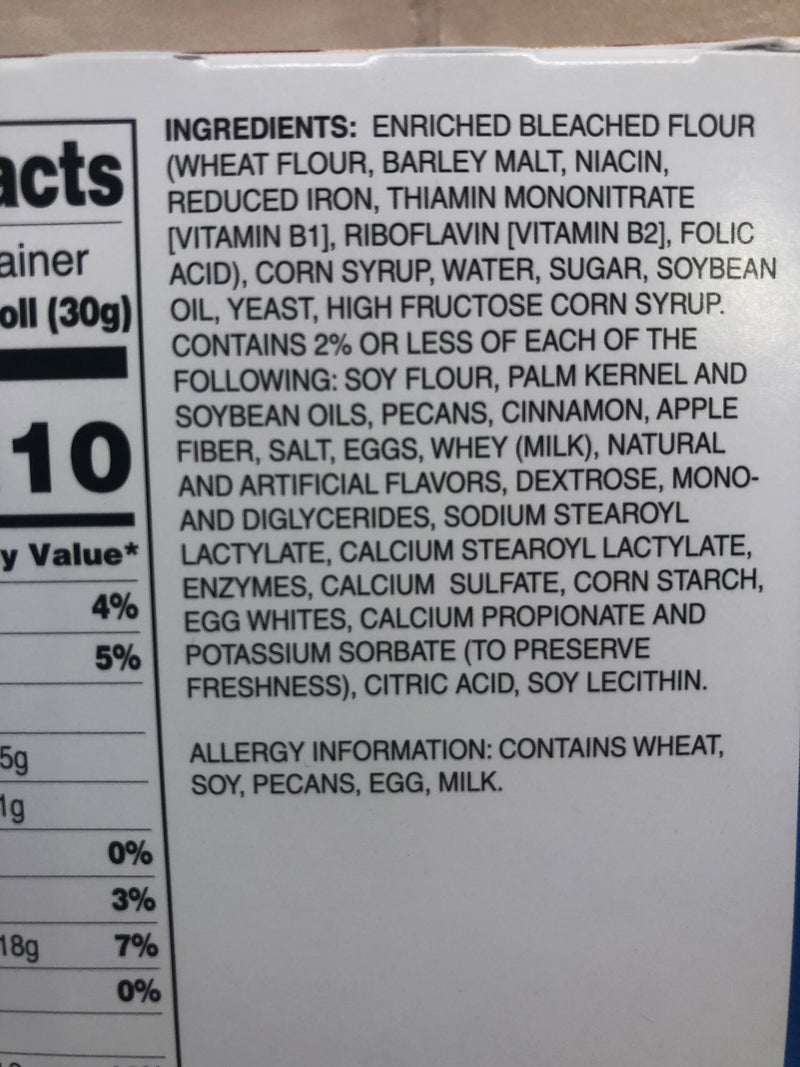 acts
ainer
oll (30g)
10
y Value*
4%
5%
5g
1g
0%
3%
18g 7%
0%
INGREDIENTS: ENRICHED BLEACHED FLOUR
(WHEAT FLOUR, BARLEY MALT, NIACIN,
REDUCED IRON, THIAMIN MONONITRATE
[VITAMIN B1], RIBOFLAVIN [VITAMIN B2], FOLIC
ACID), CORN SYRUP, WATER, SUGAR, SOYBEAN
OIL, YEAST, HIGH FRUCTOSE CORN SYRUP.
CONTAINS 2% OR LESS OF EACH OF THE
FOLLOWING: SOY FLOUR, PALM KERNEL AND
SOYBEAN OILS, PECANS, CINNAMON, APPLE
FIBER, SALT, EGGS, WHEY (MILK), NATURAL
AND ARTIFICIAL FLAVORS, DEXTROSE, MONO-
AND DIGLYCERIDES, SODIUM STEAROYL
LACTYLATE, CALCIUM STEAROYL LACTYLATE,
ENZYMES, CALCIUM SULFATE, CORN STARCH,
EGG WHITES, CALCIUM PROPIONATE AND
POTASSIUM SORBATE (TO PRESERVE
FRESHNESS), CITRIC ACID, SOY LECITHIN.
ALLERGY INFORMATION: CONTAINS WHEAT,
SOY, PECANS, EGG, MILK.